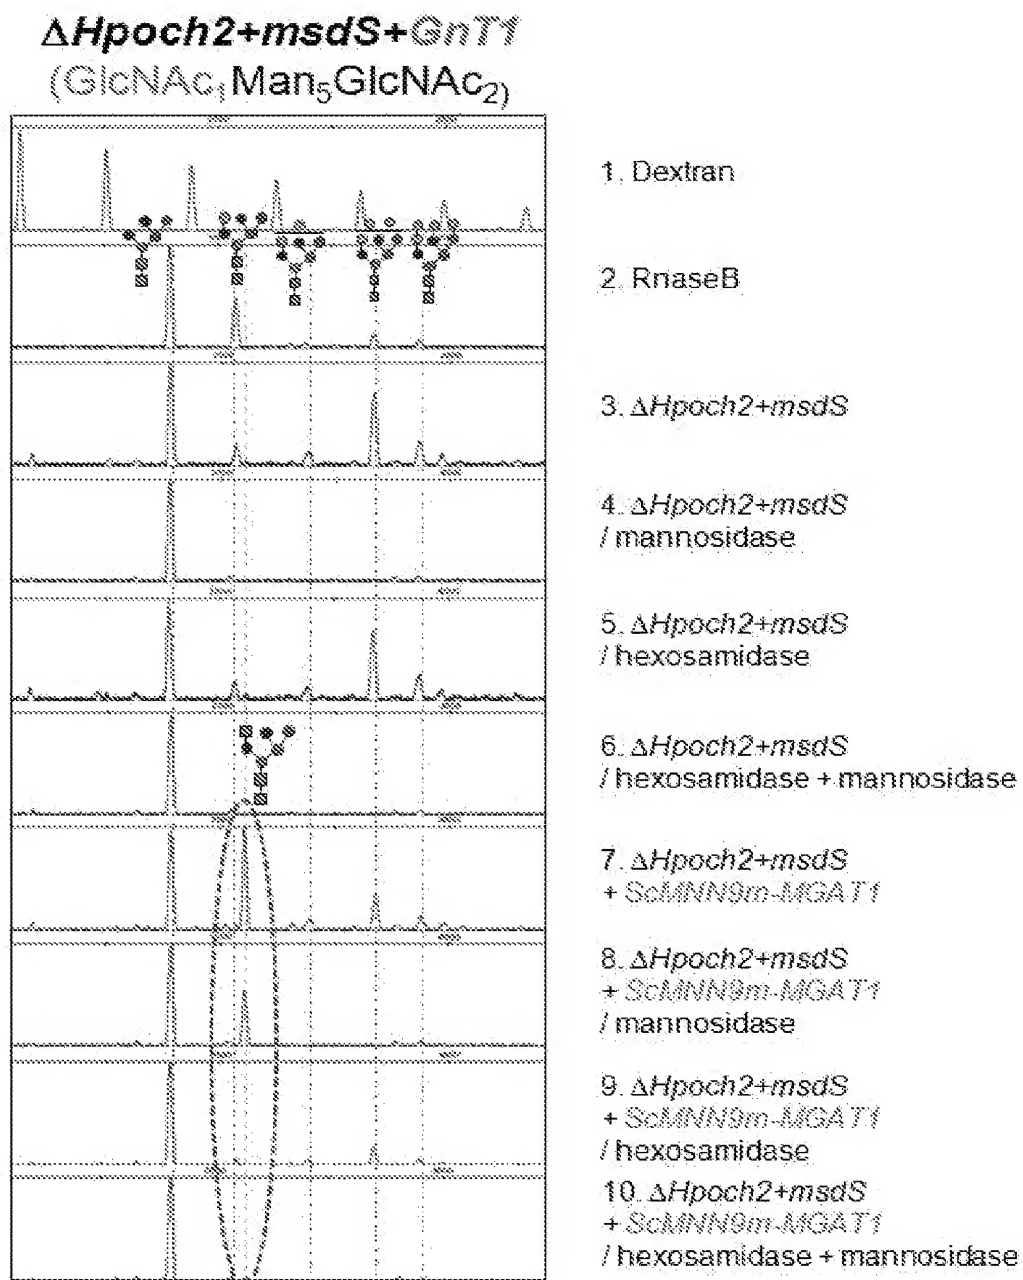 ΔHpoch2+msdS+GnT1
(GlcNAc₁Man₅GlcNAc₂)
1. Dextran
2. RnaseB
3. ΔHpoch2+msdS
4. ΔHpoch2+msdS
/ mannosidase
5. ΔHpoch2+msdS
/ hexosamidase
6. ΔHpoch2+msdS
/ hexosamidase + mannosidase
7. ΔHpoch2+msdS
+ ScMNN9m-MGAT1
8. ΔHpoch2+msdS
+ ScMNN9m-MGAT1
/ mannosidase
9. ΔHpoch2+msdS
+ ScMNN9m-MGAT1
/ hexosamidase
10. ΔHpoch2+msdS
+ ScMNN9m-MGAT1
/ hexosamidase + mannosidase